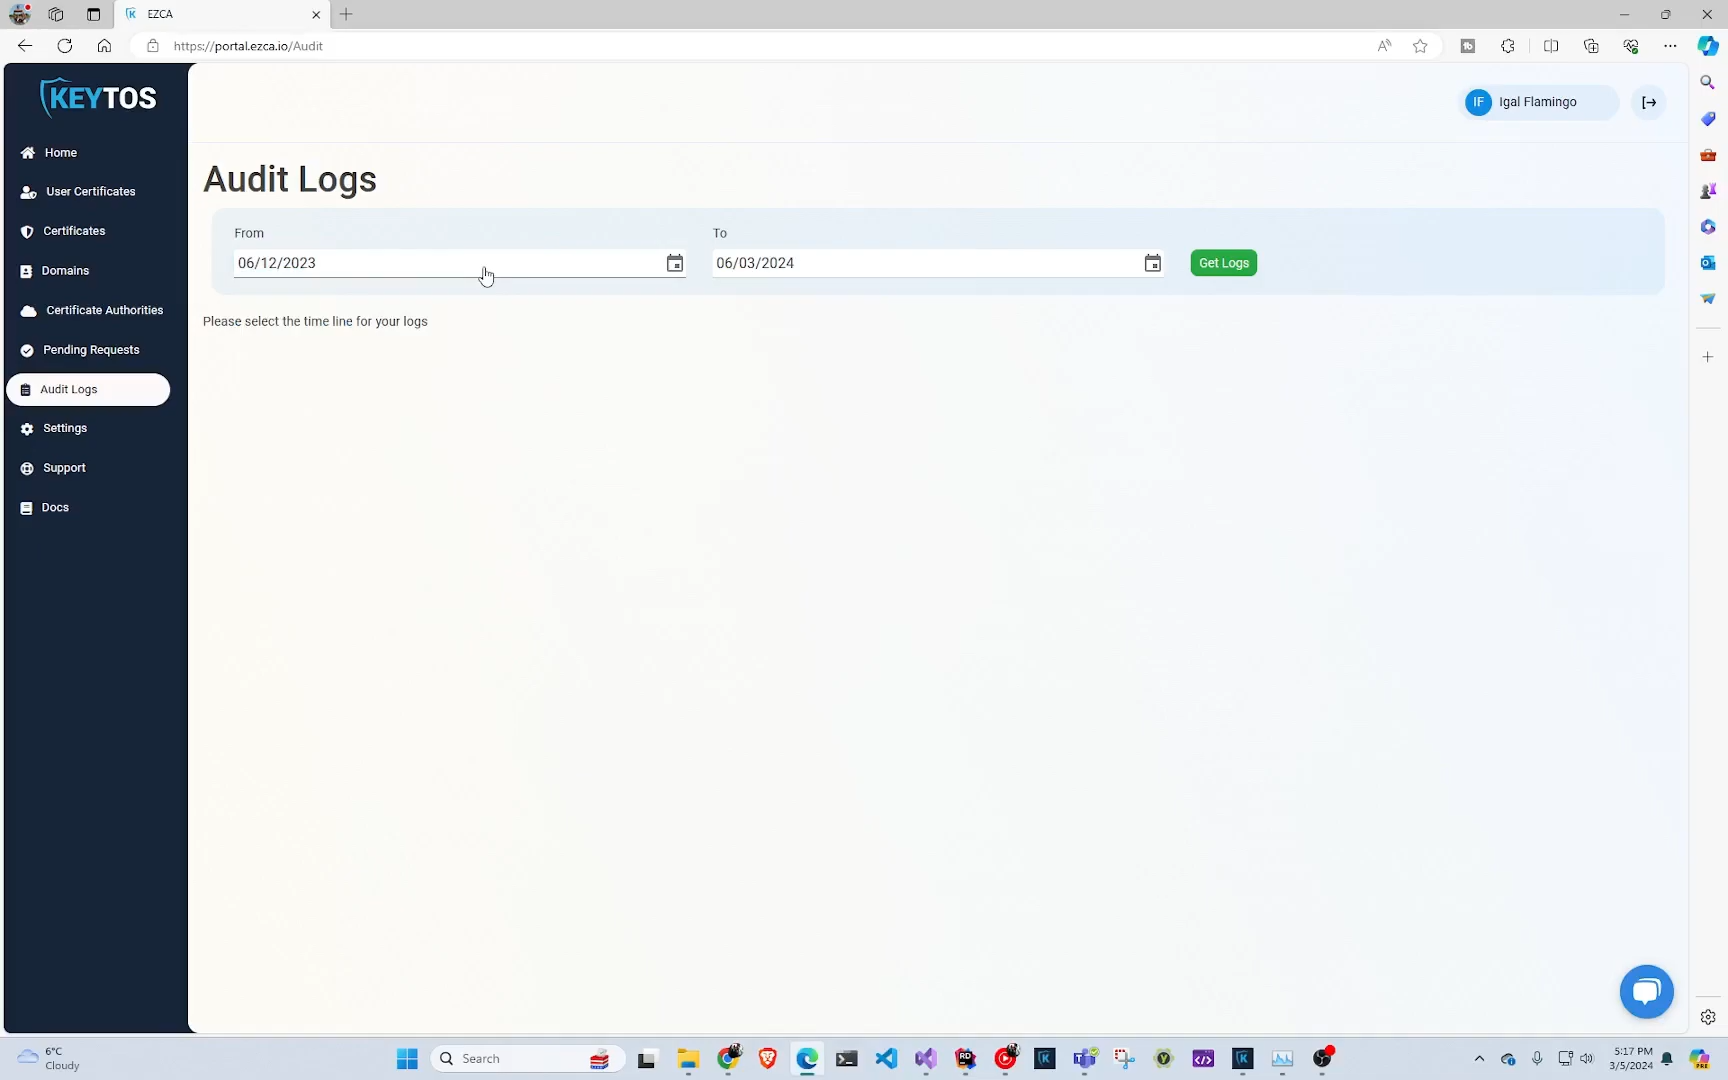 EZCA
https://portal.ezca.io/Audit
KEYTOS
IF Igal Flamingo
Home
User Certificates
Certificates
Domains
Certificate Authorities
Pending Requests
Audit Logs
Settings
Support
Docs
Audit Logs
From
To
06/12/2023
06/03/2024
Get Logs
Please select the time line for your logs
6°C
Cloudy
Search
5:17 PM
3/5/2024